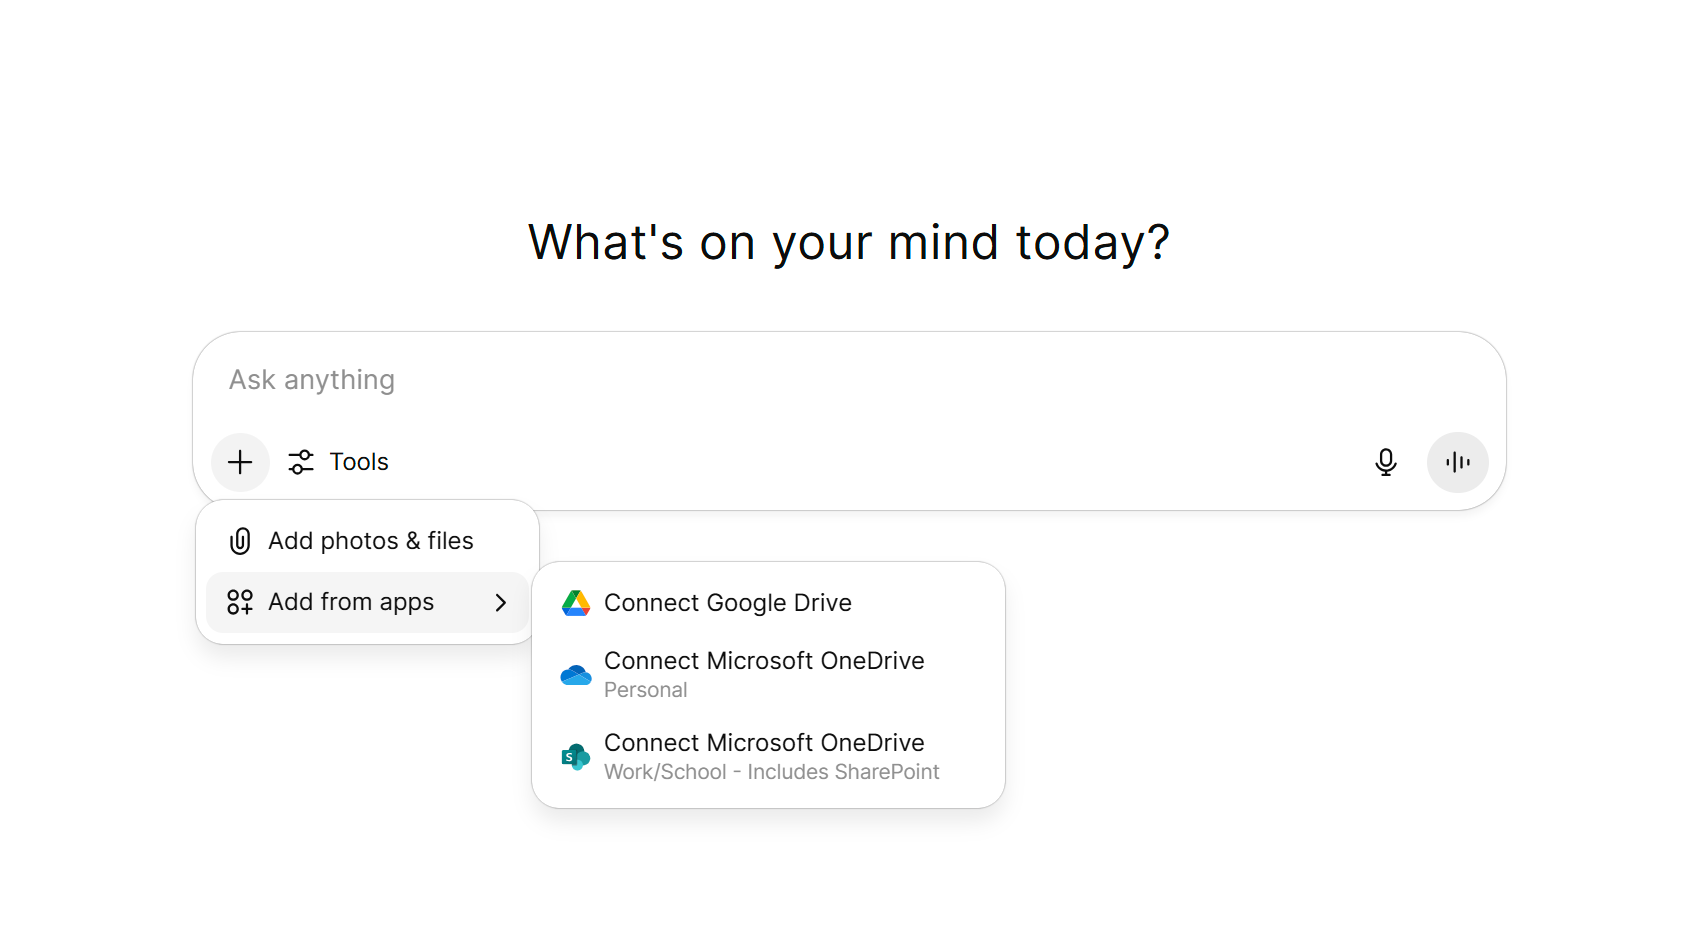 What's on your mind today?
Ask anything
Tools
Add photos & files
Add from apps
Connect Google Drive
Connect Microsoft OneDrive
Personal
S
Connect Microsoft OneDrive
Work/School - Includes SharePoint